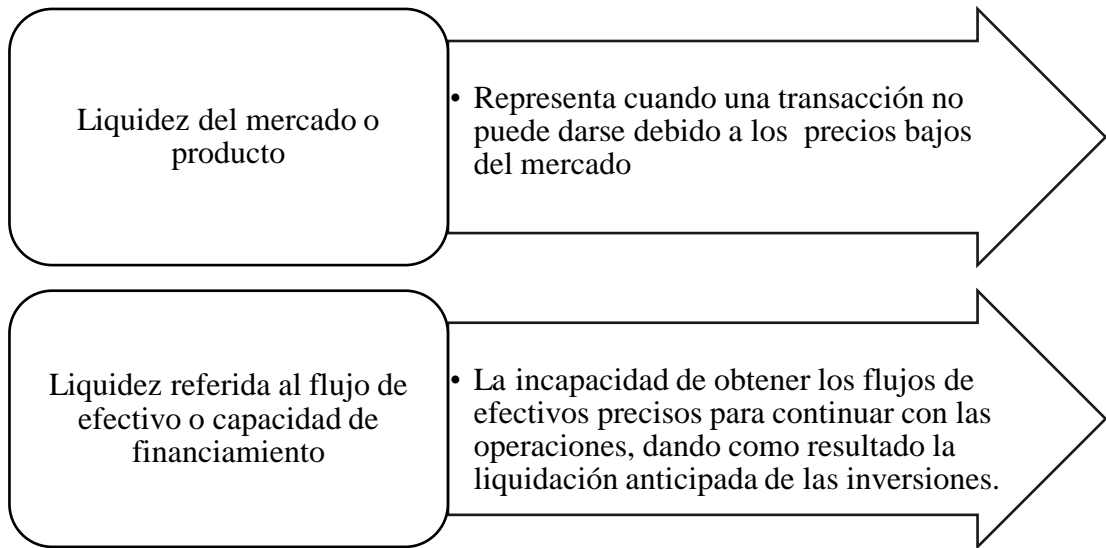 Liquidez del mercado o
producto
• Representa cuando una transacción no
puede darse debido a los precios bajos
del mercado
Liquidez referida al flujo de
efectivo o capacidad de
financiamiento
• La incapacidad de obtener los flujos de
efectivos precisos para continuar con las
operaciones, dando como resultado la
liquidación anticipada de las inversiones.